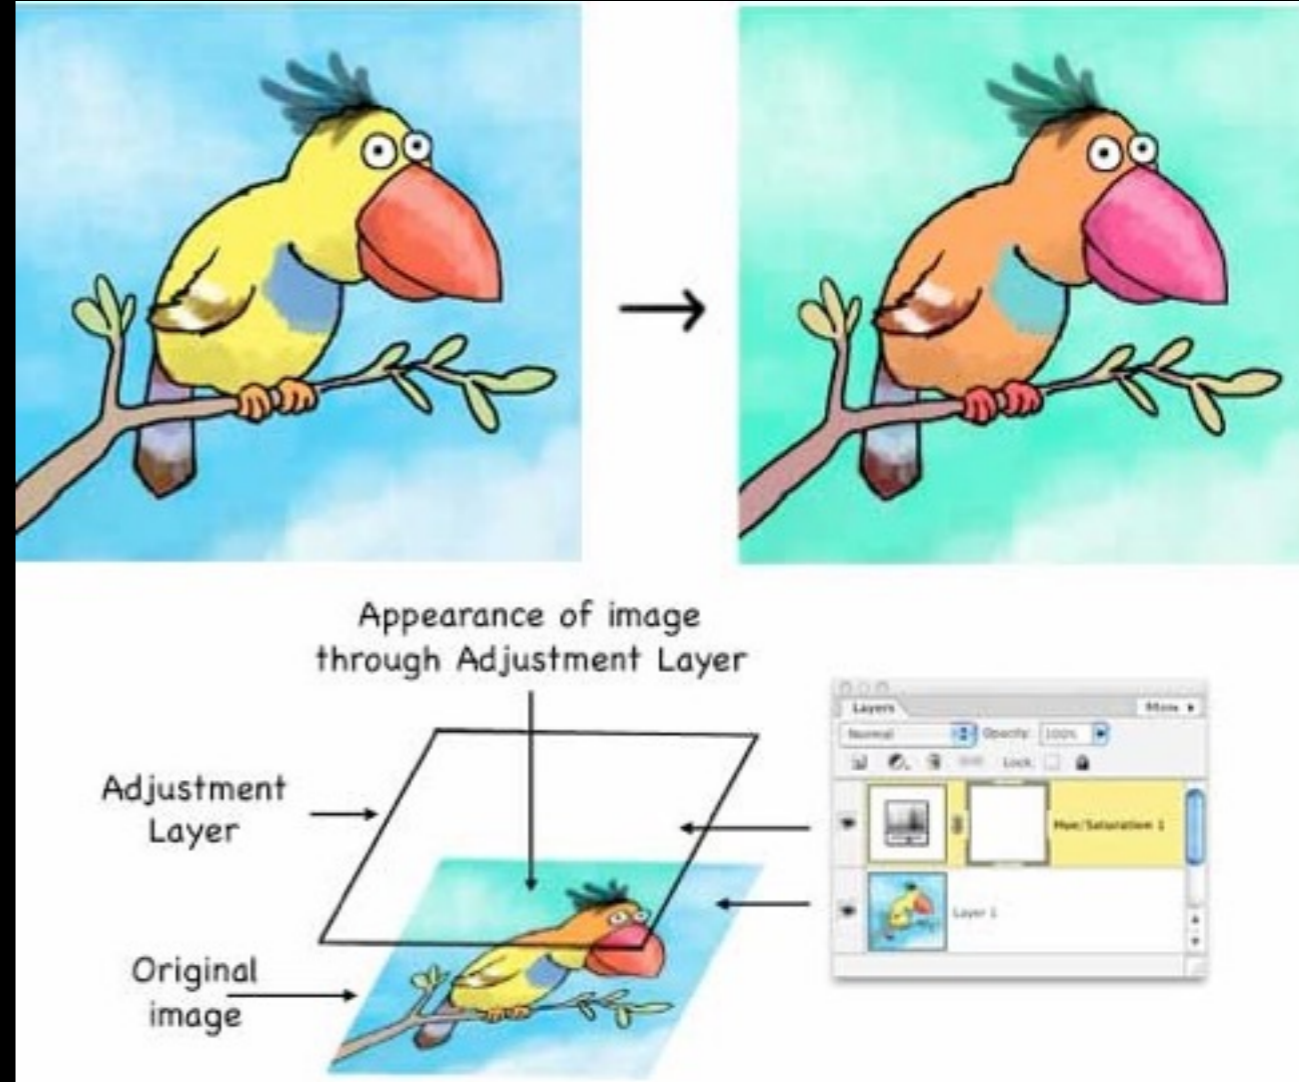 Appearance of image
through Adjustment Layer
Adjustment
Layer
Original
image
Layers
More
Normal
Opacity: 100%
Lock:
Hue/Saturation 1
Layer 1